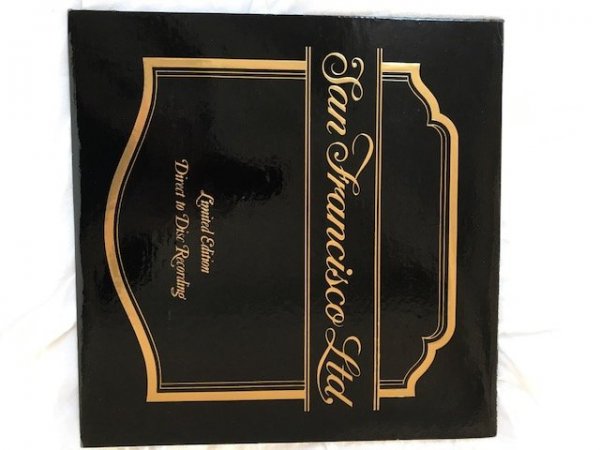 San Francisco Ltd.
Limited Edition
Direct to Disc Recording